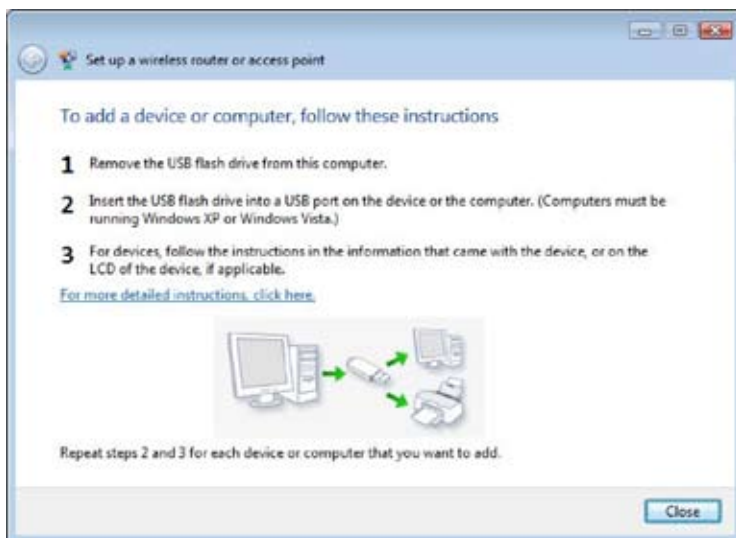 Set up a wireless router or access point
To add a device or computer, follow these instructions
1 Remove the USB flash drive from this computer.
2 Insert the USB flash drive into a USB port on the device or the computer. (Computers must be
running Windows XP or Windows Vista.)
3 For devices, follow the instructions in the information that came with the device, or on the
LCD of the device, if applicable.
For more detailed instructions, click here.
Repeat steps 2 and 3 for each device or computer that you want to add.
Close